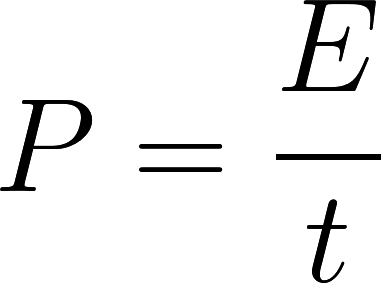 P = E/t